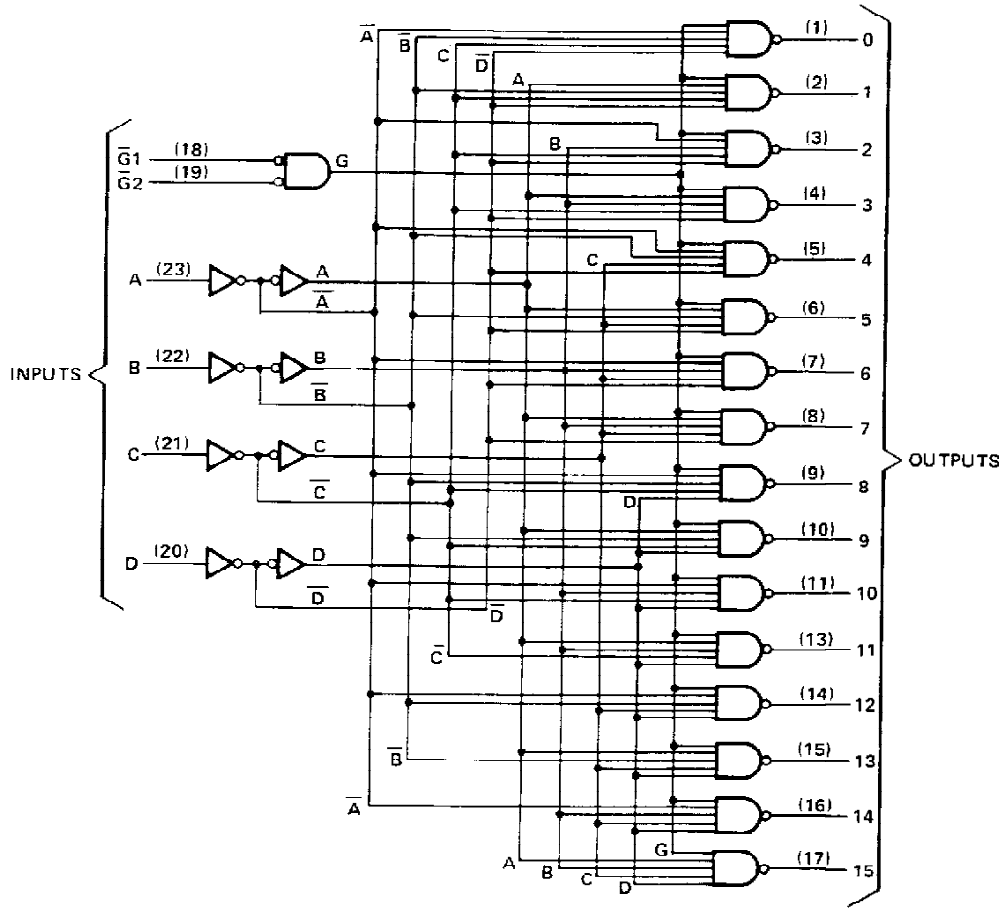 A̅
B̅
C
D̅
A
B
C
D
G̅1 (18)
G̅2 (19)
G
A (23)
A
A̅
B (22)
B
B̅
C (21)
C
C̅
D (20)
D
D̅
D̅
C̅
B̅
A̅
A
B
C
D
G
INPUTS
OUTPUTS
(1) 0
(2) 1
(3) 2
(4) 3
(5) 4
(6) 5
(7) 6
(8) 7
(9) 8
(10) 9
(11) 10
(13) 11
(14) 12
(15) 13
(16) 14
(17) 15